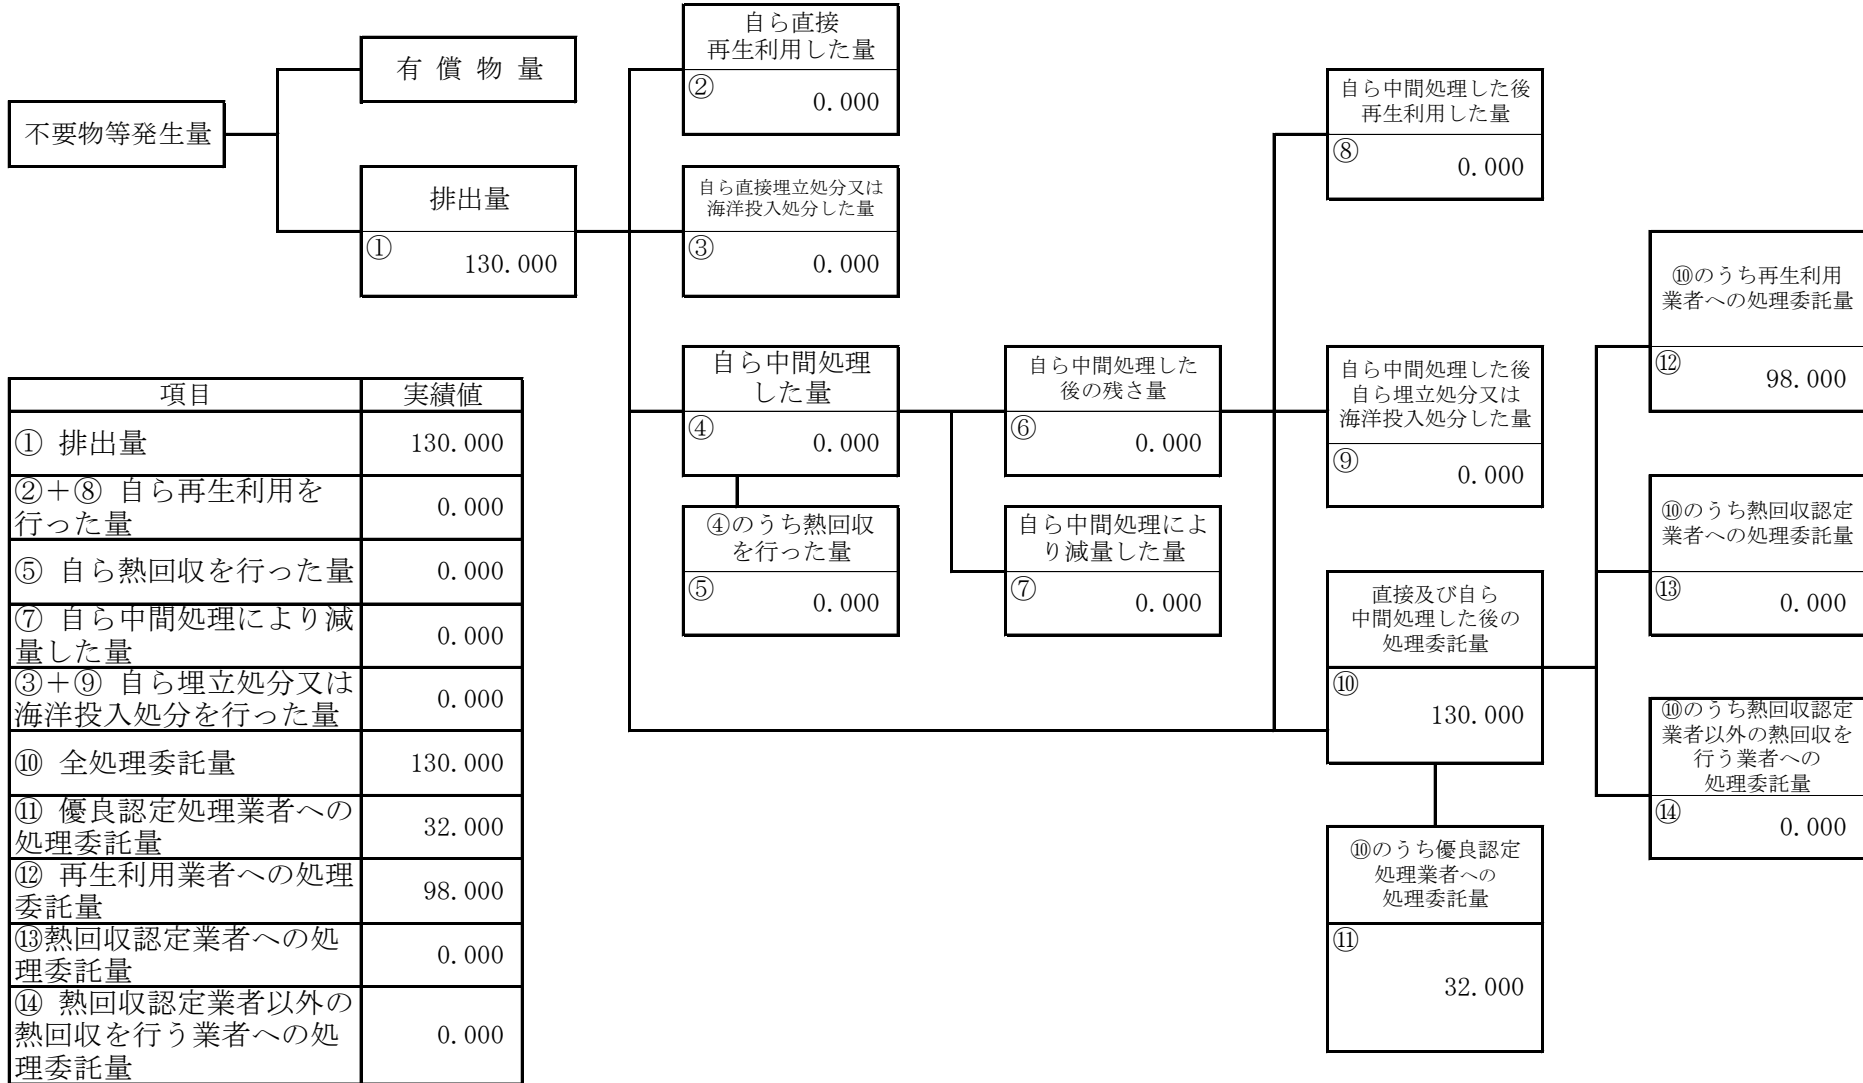 不要物等発生量
有 償 物 量
排出量
①
130.000
自ら直接
再生利用した量
②
0.000
自ら直接埋立処分又は
海洋投入処分した量
③
0.000
自ら中間処理
した量
④
0.000
④のうち熱回収
を行った量
⑤
0.000
自ら中間処理した
後の残さ量
⑥
0.000
自ら中間処理によ
り減量した量
⑦
0.000
自ら中間処理した後
再生利用した量
⑧
0.000
自ら中間処理した後
自ら埋立処分又は
海洋投入処分した量
⑨
0.000
直接及び自ら
中間処理した後の
処理委託量
⑩
130.000
⑩のうち優良認定
処理業者への
処理委託量
⑪
32.000
⑩のうち再生利用
業者への処理委託量
⑫
98.000
⑩のうち熱回収認定
業者への処理委託量
⑬
0.000
⑩のうち熱回収認定
業者以外の熱回収を
行う業者への
処理委託量
⑭
0.000
項目 実績値
① 排出量 130.000
②＋⑧ 自ら再生利用を
行った量 0.000
⑤ 自ら熱回収を行った量 0.000
⑦ 自ら中間処理により減
量した量 0.000
③＋⑨ 自ら埋立処分又は
海洋投入処分を行った量 0.000
⑩ 全処理委託量 130.000
⑪ 優良認定処理業者への
処理委託量 32.000
⑫ 再生利用業者への処理
委託量 98.000
⑬熱回収認定業者への処
理委託量 0.000
⑭ 熱回収認定業者以外の
熱回収を行う業者への処
理委託量 0.000